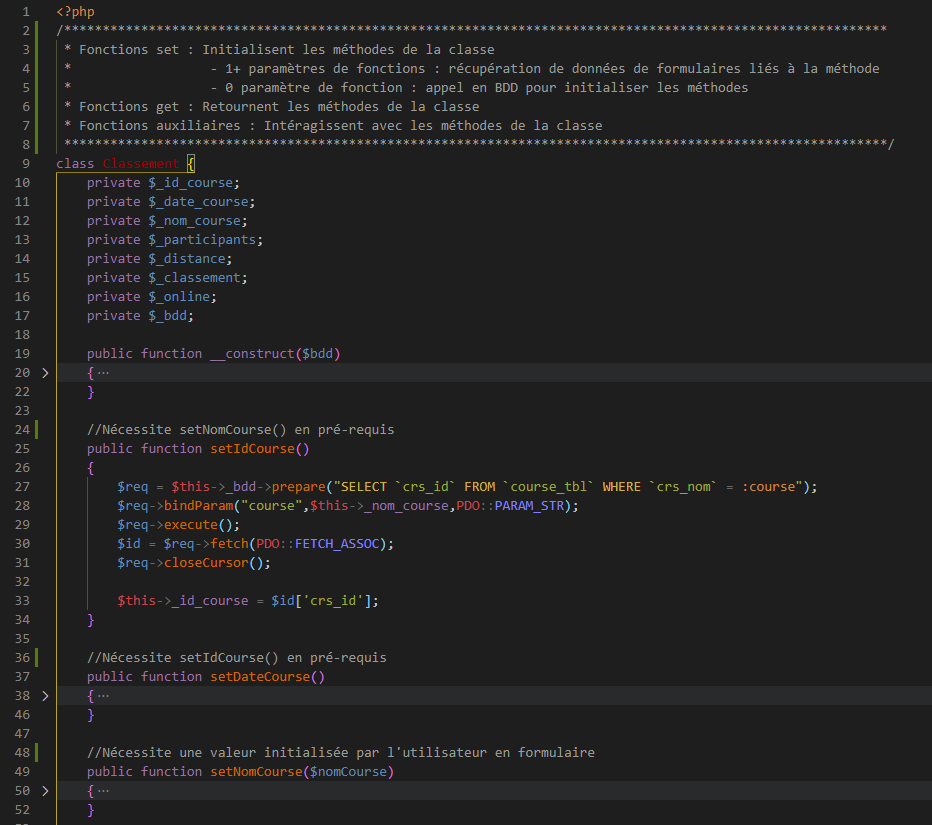 1 <?php
2 /***********************************************************************************************************
3 * Fonctions set : Initialisent les méthodes de la classe
4 *                  - 1+ paramètres de fonctions : récupération de données de formulaires liés à la méthode
5 *                  - 0 paramètre de fonction : appel en BDD pour initialiser les méthodes
6 * Fonctions get : Retournent les méthodes de la classe
7 * Fonctions auxiliaires : Intéragissent avec les méthodes de la classe
8 ***********************************************************************************************************/
9 class Classement {
10     private $_id_course;
11     private $_date_course;
12     private $_nom_course;
13     private $_participants;
14     private $_distance;
15     private $_classement;
16     private $_online;
17     private $_bdd;
18
19     public function __construct($bdd)
20 >     { ···
22     }
23
24     //Nécessite setNomCourse() en pré-requis
25     public function setIdCourse()
26     {
27         $req = $this->_bdd->prepare("SELECT `crs_id` FROM `course_tbl` WHERE `crs_nom` = :course");
28         $req->bindParam("course",$this->_nom_course,PDO::PARAM_STR);
29         $req->execute();
30         $id = $req->fetch(PDO::FETCH_ASSOC);
31         $req->closeCursor();
32
33         $this->_id_course = $id['crs_id'];
34     }
35
36     //Nécessite setIdCourse() en pré-requis
37     public function setDateCourse()
38 >     { ···
46     }
47
48     //Nécessite une valeur initialisée par l'utilisateur en formulaire
49     public function setNomCourse($nomCourse)
50 >     { ···
52     }